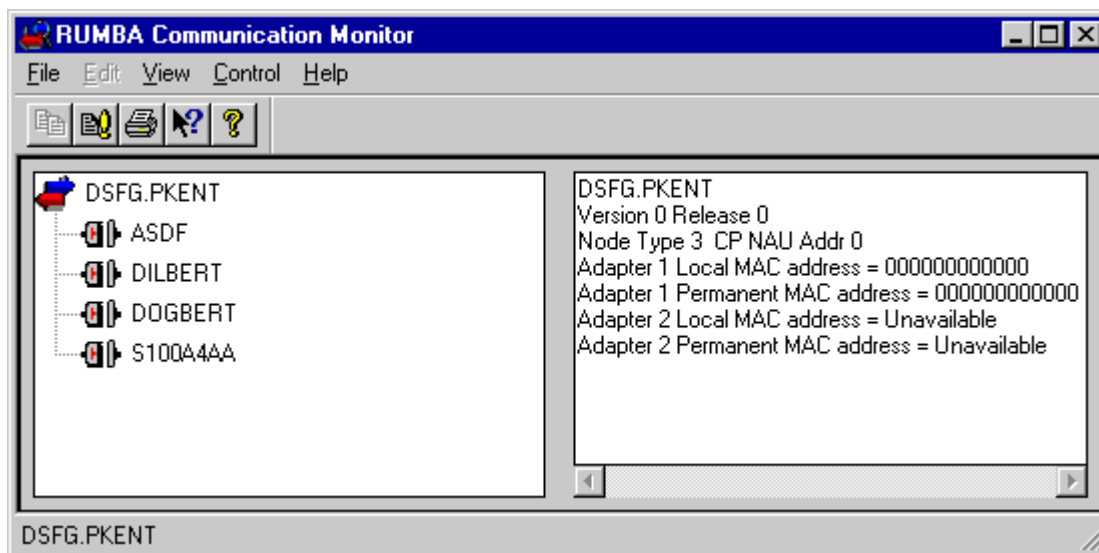 RUMBA Communication Monitor
File Edit View Control Help
DSFG.PKENT
ASDF
DILBERT
DOGBERT
S100A4AA
DSFG.PKENT
Version 0 Release 0
Node Type 3 CP NAU Addr 0
Adapter 1 Local MAC address = 000000000000
Adapter 1 Permanent MAC address = 000000000000
Adapter 2 Local MAC address = Unavailable
Adapter 2 Permanent MAC address = Unavailable
DSFG.PKENT